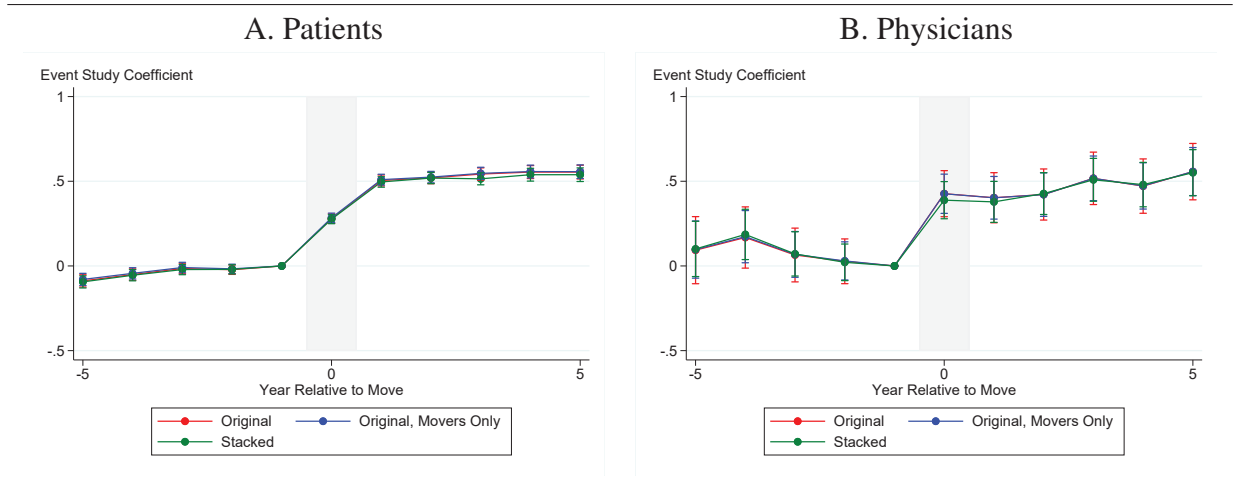 A. Patients
Event Study Coefficient
1
.5
0
-.5
-5
0
5
Year Relative to Move
Original
Original, Movers Only
Stacked
B. Physicians
Event Study Coefficient
1
.5
0
-.5
-5
0
5
Year Relative to Move
Original
Original, Movers Only
Stacked